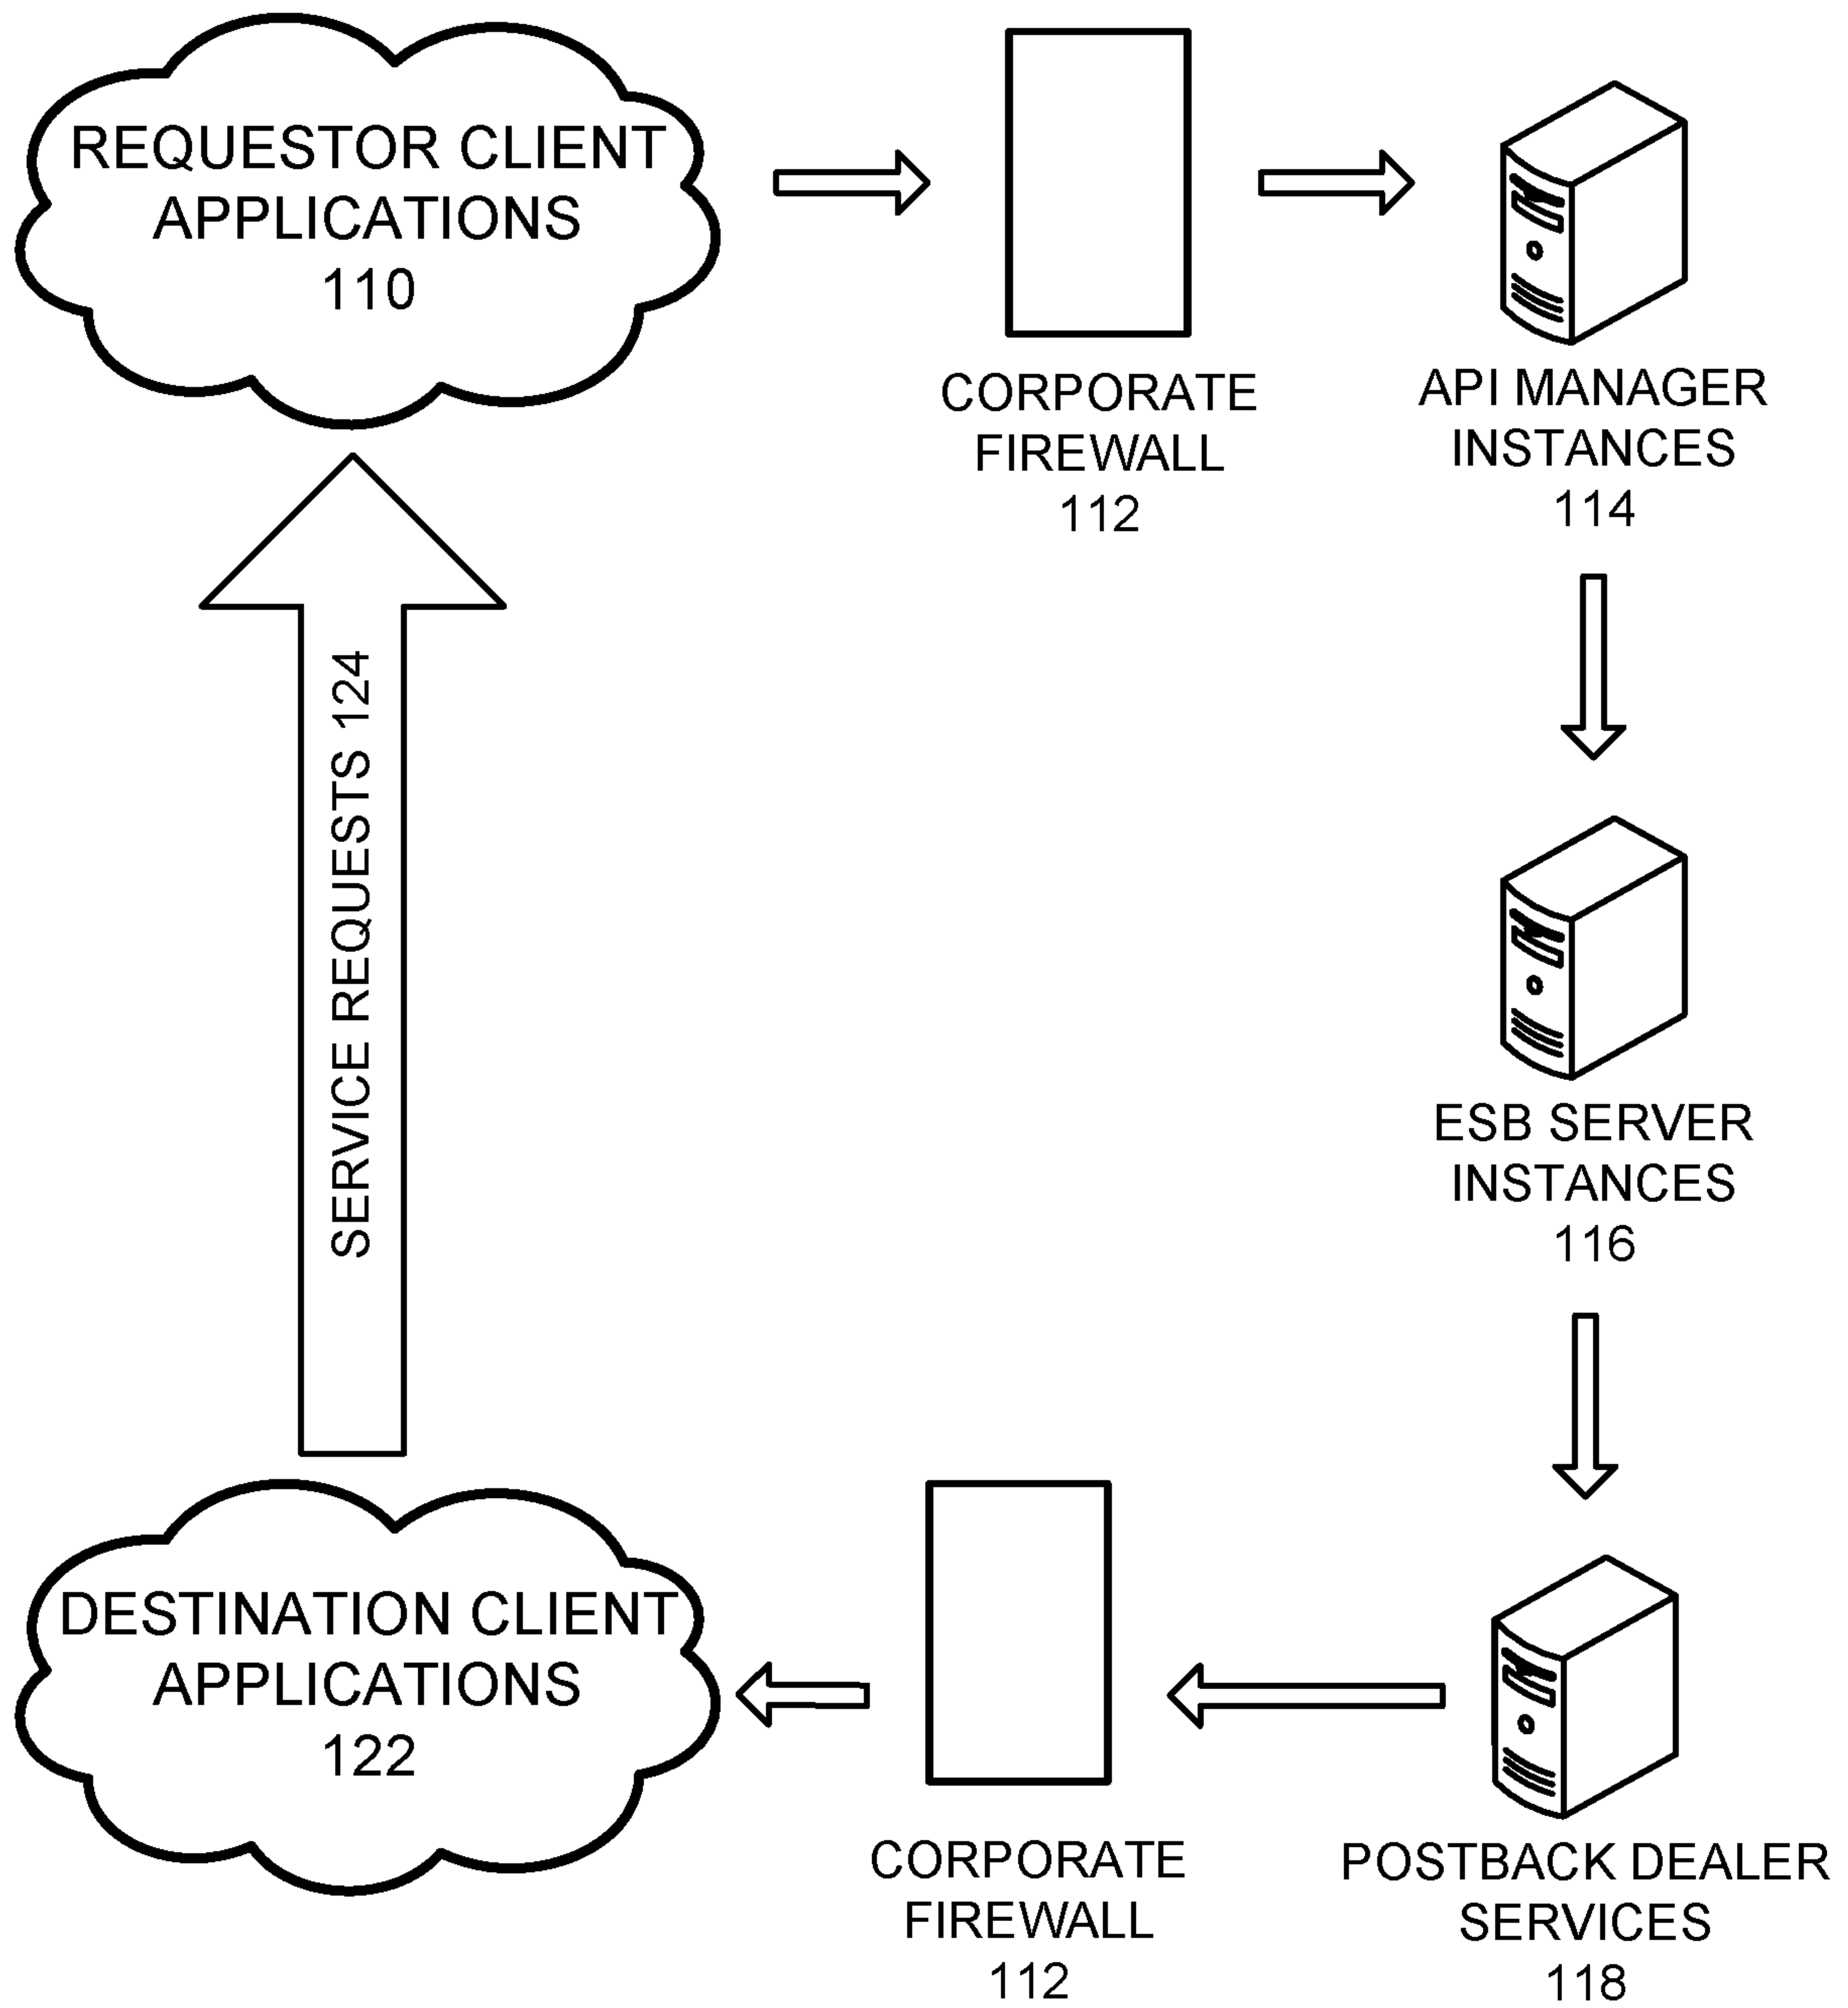 REQUESTOR CLIENT
APPLICATIONS
110
CORPORATE
FIREWALL
112
API MANAGER
INSTANCES
114
SERVICE REQUESTS 124
ESB SERVER
INSTANCES
116
DESTINATION CLIENT
APPLICATIONS
122
CORPORATE
FIREWALL
112
POSTBACK DEALER
SERVICES
118